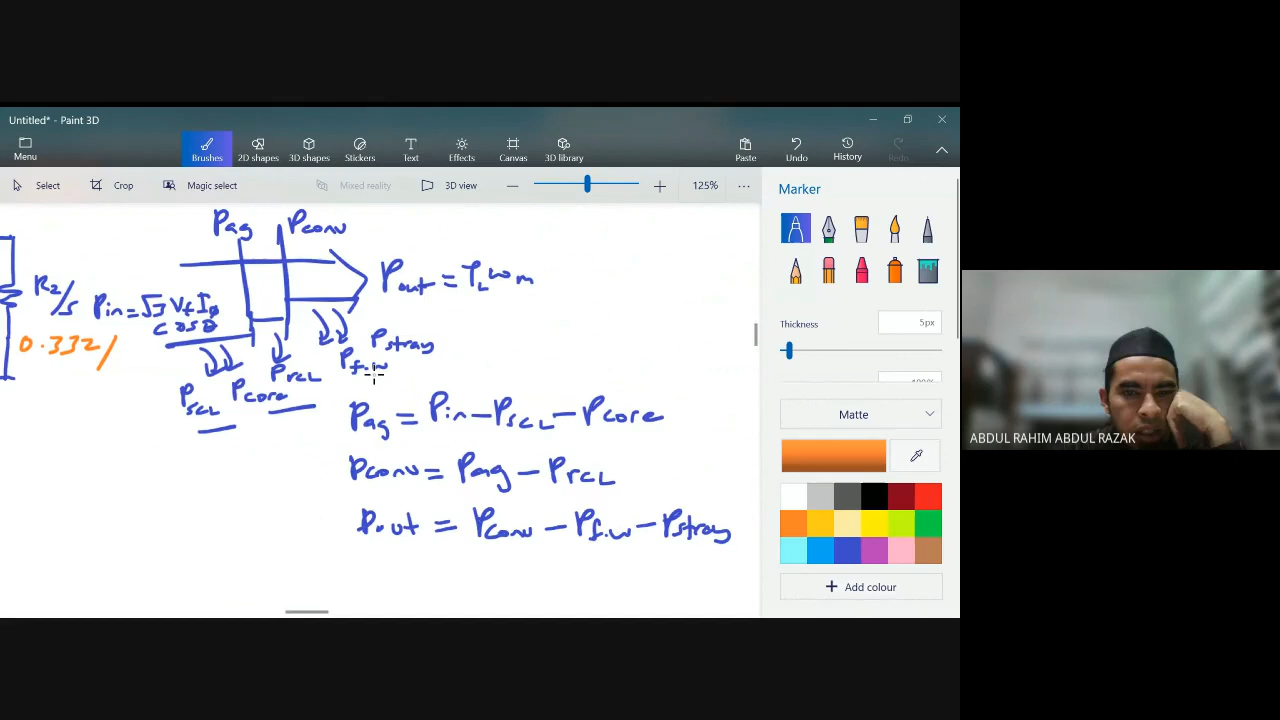 Untitled* - Paint 3D
Menu
Brushes
2D shapes
3D shapes
Stickers
Text
Effects
Canvas
3D library
Paste
Undo
History
Redo
Select
Crop
Magic select
Mixed reality
3D view
125%
Marker
Thickness
5px
100%
Matte
Add colour
Pag
Pconv
Pout = TL ωm
R2/s
Pin = √3 VT IØ
cosθ
0.332/
Pstray
Pf.w
PRCL
Pcore
PSCL
Pag = Pin − PSCL − Pcore
Pconv = Pag − PRCL
Pout = Pconv − Pf.w − Pstray
ABDUL RAHIM ABDUL RAZAK